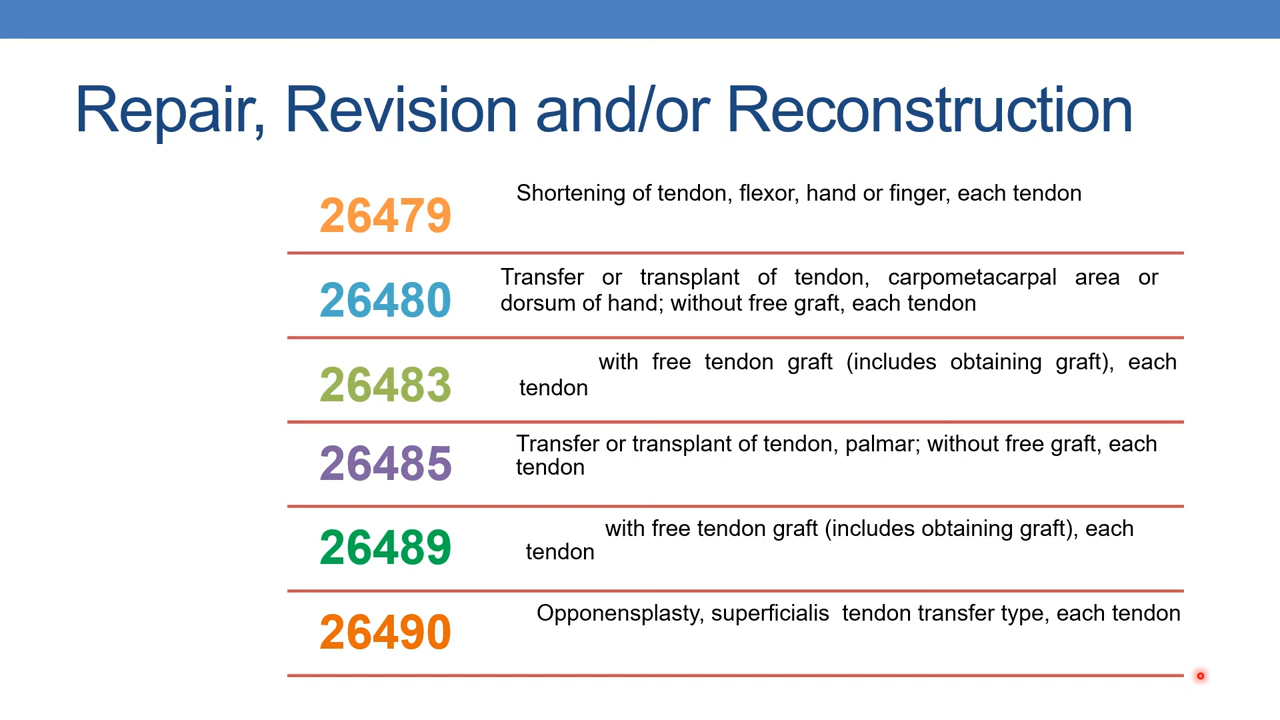 Repair, Revision and/or Reconstruction
26479
Shortening of tendon, flexor, hand or finger, each tendon
26480
Transfer or transplant of tendon, carpometacarpal area or
dorsum of hand; without free graft, each tendon
26483
with free tendon graft (includes obtaining graft), each
tendon
26485
Transfer or transplant of tendon, palmar; without free graft, each
tendon
26489
with free tendon graft (includes obtaining graft), each
tendon
26490
Opponensplasty, superficialis tendon transfer type, each tendon